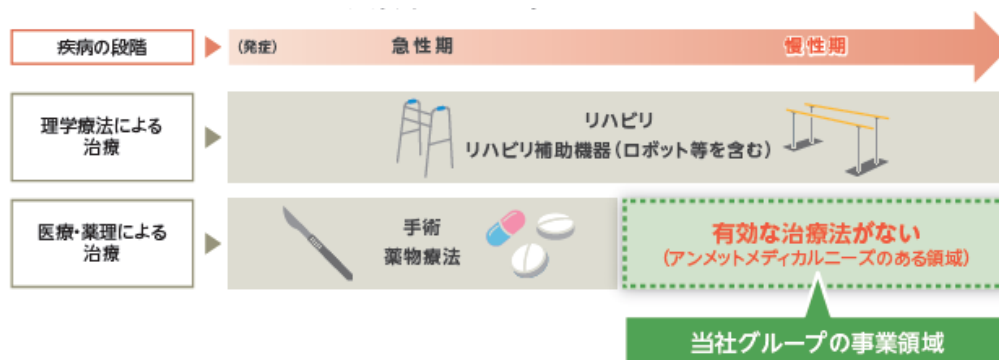 疾病の段階
(発症)
急性期
慢性期
理学療法による
治療
リハビリ
リハビリ補助機器(ロボット等を含む)
医療・薬理による
治療
手術
薬物療法
有効な治療法がない
(アンメットメディカルニーズのある領域)
当社グループの事業領域